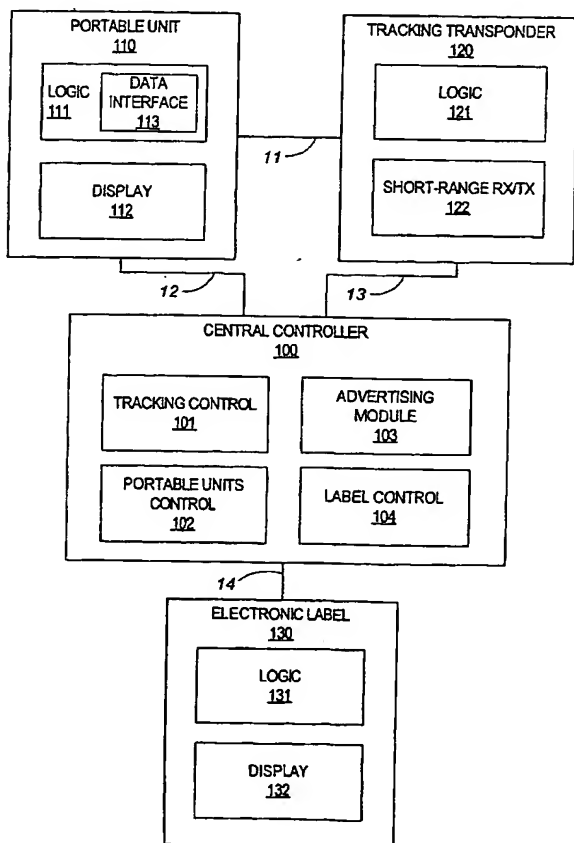 PORTABLE UNIT
110
LOGIC
111
DATA
INTERFACE
113
DISPLAY
112
TRACKING TRANSPONDER
120
LOGIC
121
SHORT-RANGE RX/TX
122
11
12
13
CENTRAL CONTROLLER
100
TRACKING CONTROL
101
ADVERTISING
MODULE
103
PORTABLE UNITS
CONTROL
102
LABEL CONTROL
104
14
ELECTRONIC LABEL
130
LOGIC
131
DISPLAY
132